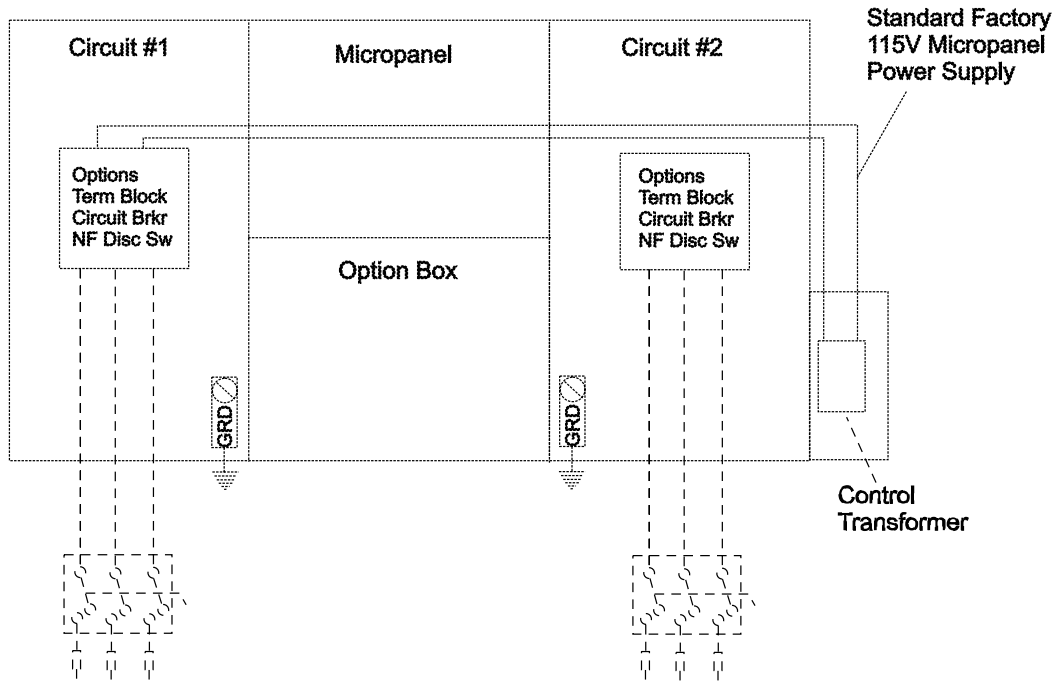 Circuit #1
Micropanel
Circuit #2
Standard Factory
115V Micropanel
Power Supply
Options
Term Block
Circuit Brkr
NF Disc Sw
Options
Term Block
Circuit Brkr
NF Disc Sw
Option Box
GRD
GRD
Control
Transformer